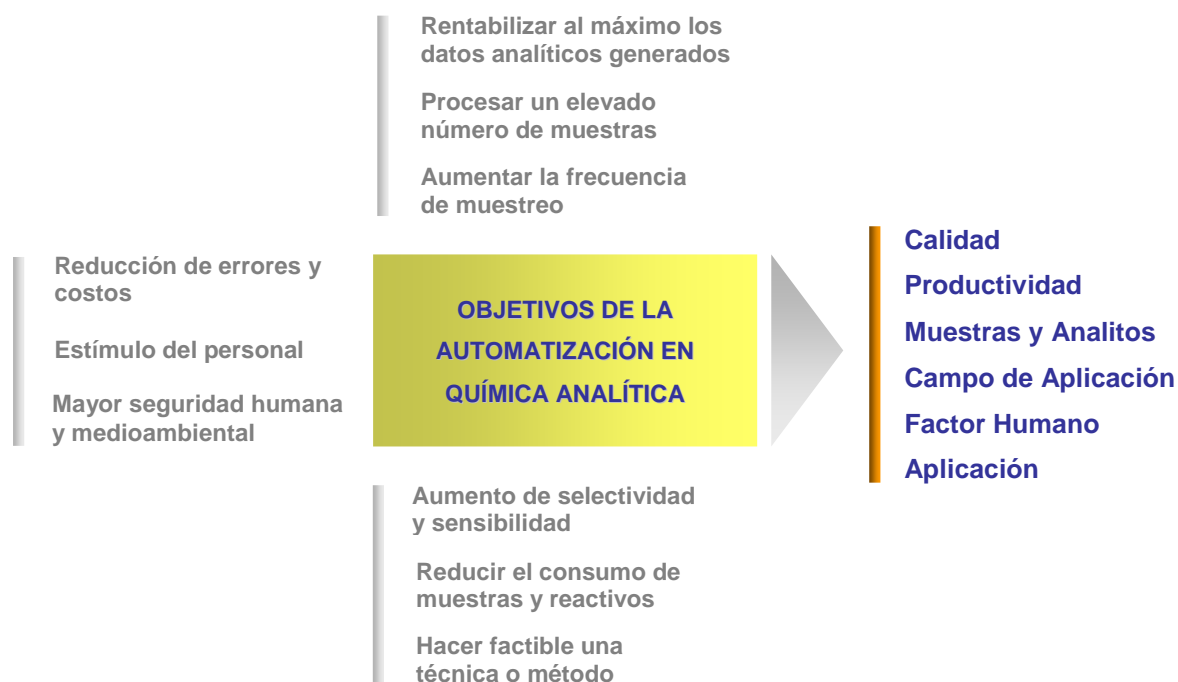 Rentabilizar al máximo los
datos analíticos generados
Procesar un elevado
número de muestras
Aumentar la frecuencia
de muestreo
Reducción de errores y
costos
Estímulo del personal
Mayor seguridad humana
y medioambiental
OBJETIVOS DE LA
AUTOMATIZACIÓN EN
QUÍMICA ANALÍTICA
Calidad
Productividad
Muestras y Analitos
Campo de Aplicación
Factor Humano
Aplicación
Aumento de selectividad
y sensibilidad
Reducir el consumo de
muestras y reactivos
Hacer factible una
técnica o método